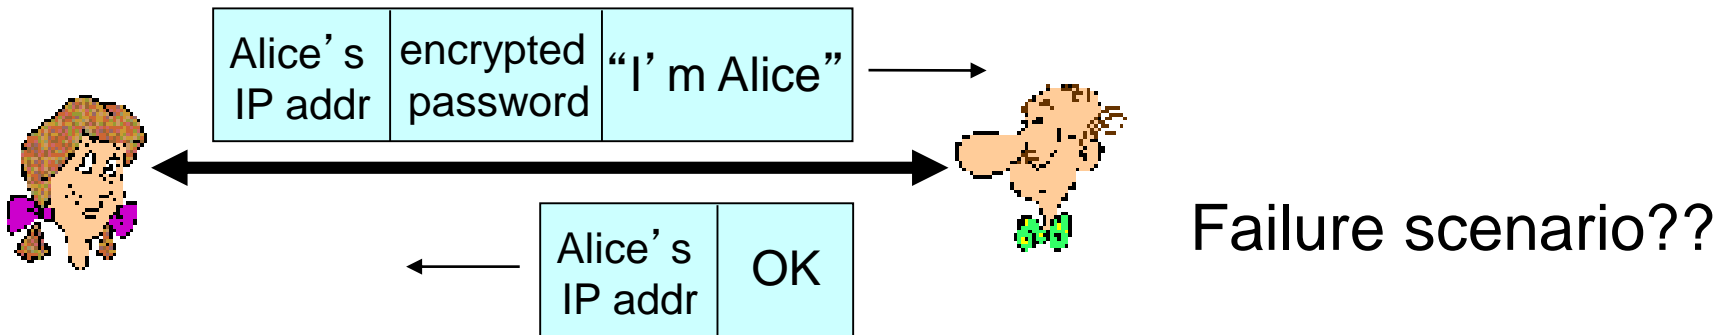 Alice’s
IP addr
encrypted
password
“I’m Alice”
Alice’s
IP addr
OK
Failure scenario??